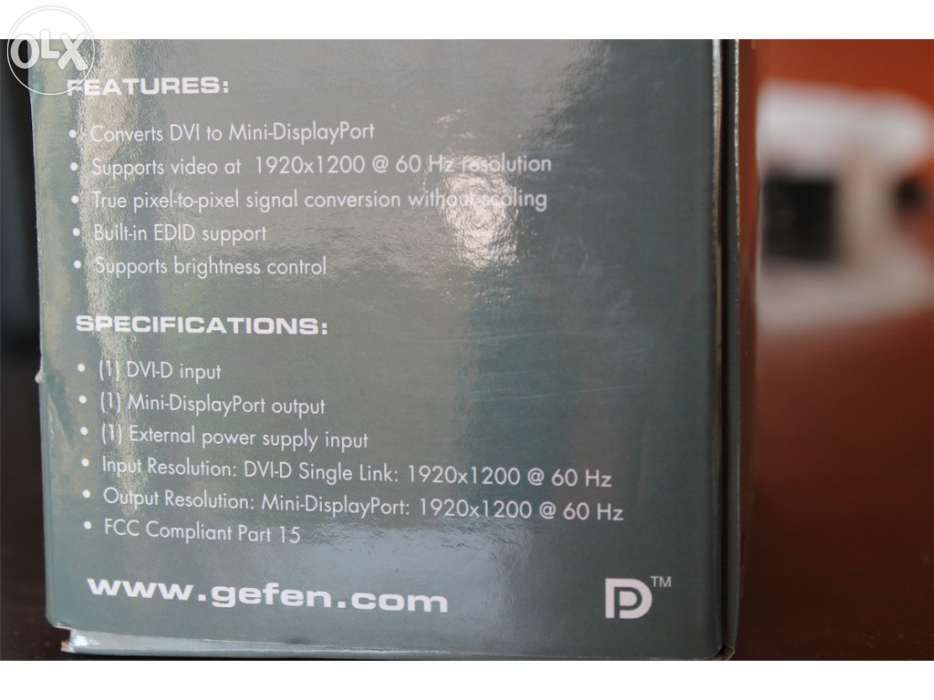 OLX
FEATURES:
• Converts DVI to Mini-DisplayPort
• Supports video at 1920x1200 @ 60 Hz resolution
• True pixel-to-pixel signal conversion without scaling
• Built-in EDID support
• Supports brightness control
SPECIFICATIONS:
• (1) DVI-D input
• (1) Mini-DisplayPort output
• (1) External power supply input
• Input Resolution: DVI-D Single Link: 1920x1200 @ 60 Hz
• Output Resolution: Mini-DisplayPort: 1920x1200 @ 60 Hz
• FCC Compliant Part 15
www.gefen.com
DP™